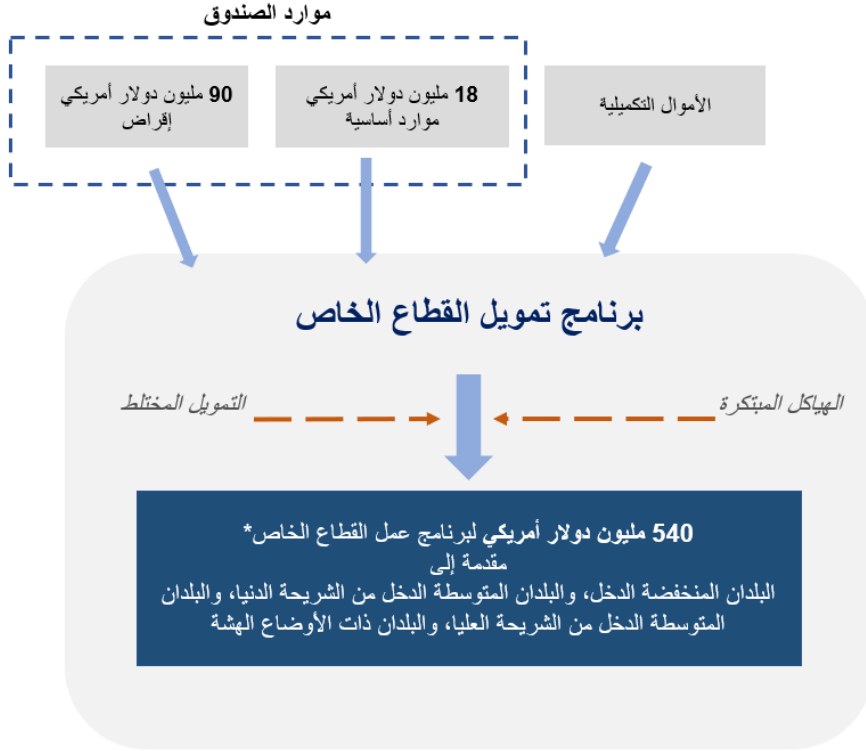 موارد الصندوق
الأموال التكميلية
18 مليون دولار أمريكي
موارد أساسية
90 مليون دولار أمريكي
إقراض
برنامج تمويل القطاع الخاص
الهياكل المبتكرة
التمويل المختلط
540 مليون دولار أمريكي لبرنامج عمل القطاع الخاص*
مقدمة إلى
البلدان المنخفضة الدخل، والبلدان المتوسطة الدخل من الشريحة الدنيا، والبلدان
المتوسطة الدخل من الشريحة العليا، والبلدان ذات الأوضاع الهشة